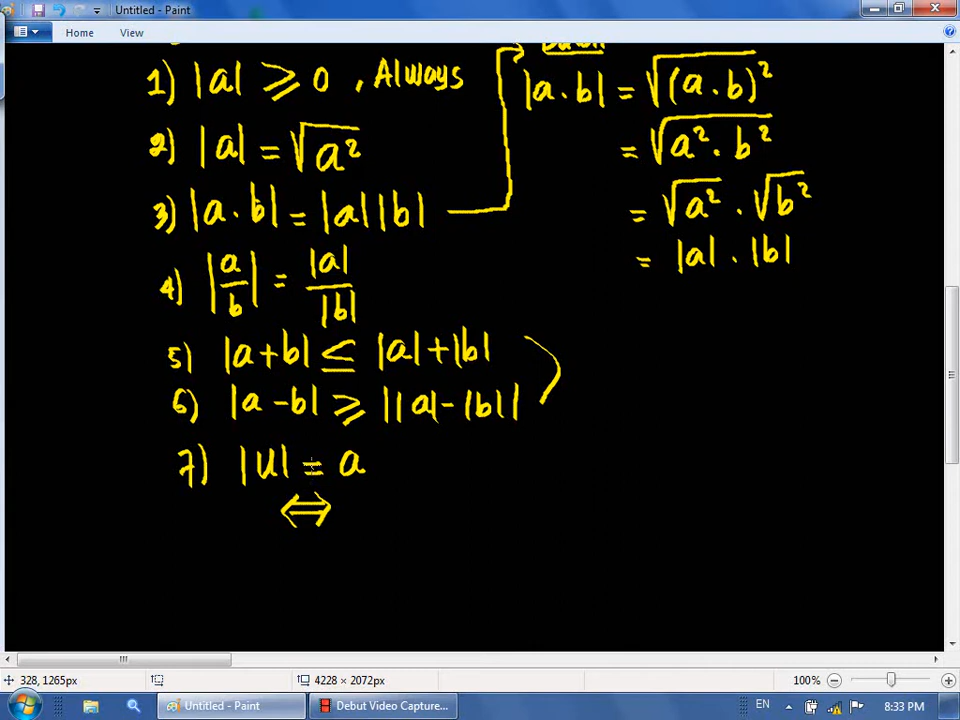 Untitled - Paint
Home View
1) |a| ⩾ 0 , Always
2) |a| = √a²
3) |a · b| = |a| |b|
4) |a/b| = |a|/|b|
5) |a+b| ≤ |a|+|b|
6) |a -b| ⩾ ||a|-|b||
7) |u| = a
⇔
|a · b| = √(a · b)²
= √a² · b²
= √a² · √b²
= |a| · |b|
328, 1265px 4228 × 2072px 100%
Untitled - Paint Debut Video Capture... EN 8:33 PM